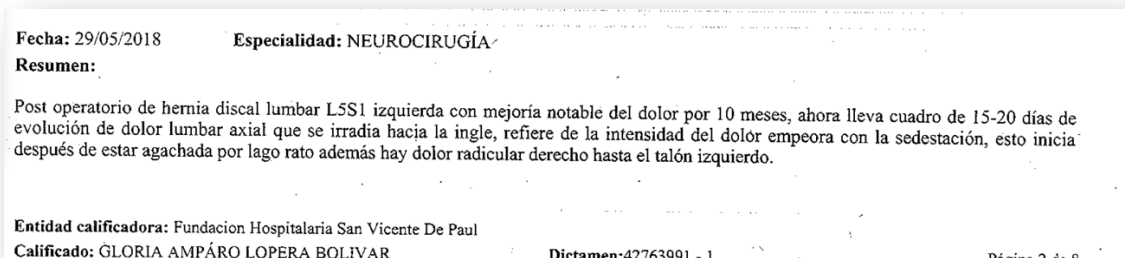 Fecha: 29/05/2018 Especialidad: NEUROCIRUGÍA
Resumen:
Post operatorio de hernia discal lumbar L5S1 izquierda con mejoría notable del dolor por 10 meses, ahora lleva cuadro de 15-20 días de
evolución de dolor lumbar axial que se irradia hacia la ingle, refiere de la intensidad del dolor empeora con la sedestación, esto inicia
después de estar agachada por lago rato además hay dolor radicular derecho hasta el talón izquierdo.
Entidad calificadora: Fundacion Hospitalaria San Vicente De Paul
Calificado: GLORIA AMPÁRO LOPERA BOLIVAR Dictamen:42763991 - 1 Página 2 de 8